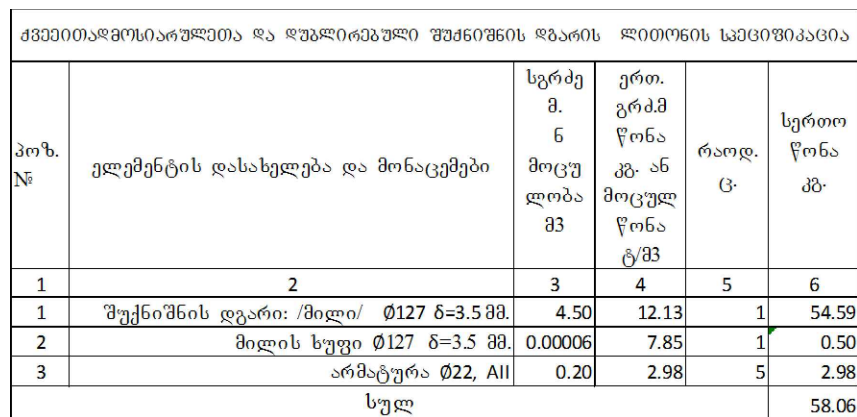 ქვეითადმოსიარულეთა და დუბლირებული შუქნიშნის დგარის ლითონის სპეციფიკაცია
პოზ. №
ელემენტის დასახელება და მონაცემები
სგრძე
მ.
ნ
მოცუ
ლობა
მ3
ერთ.
გრძ.მ
წონა
კგ. ან
მოცულ
წონა
ტ/მ3
რაოდ.
ც.
სერთო
წონა
კგ.
1 2 3 4 5 6
1 შუქნიშნის დგარი: /მილი/ Ø127 δ=3.5 მმ. 4.50 12.13 1 54.59
2 მილის ხუფი Ø127 δ=3.5 მმ. 0.00006 7.85 1 0.50
3 არმატურა Ø22, AII 0.20 2.98 5 2.98
სულ 58.06